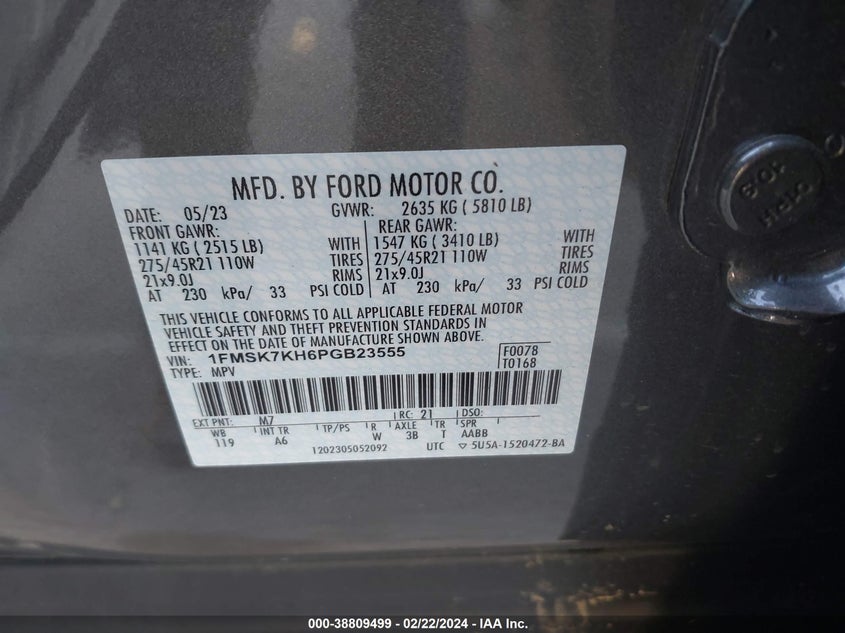 MFD. BY FORD MOTOR CO.
DATE: 05/23 GVWR: 2635 KG ( 5810 LB)
FRONT GAWR: REAR GAWR:
1141 KG ( 2515 LB) WITH 1547 KG ( 3410 LB) WITH
275/45R21 110W TIRES 275/45R21 110W TIRES
21x9.0J RIMS 21x9.0J RIMS
AT 230 kPa/ 33 PSI COLD AT 230 kPa/ 33 PSI COLD
THIS VEHICLE CONFORMS TO ALL APPLICABLE FEDERAL MOTOR
VEHICLE SAFETY AND THEFT PREVENTION STANDARDS IN
EFFECT ON THE DATE OF MANUFACTURE SHOWN ABOVE.
VIN: 1FMSK7KH6PGB23555 F0078
TYPE: MPV T0168
EXT PNT: M7 RC: 21 DSO:
WB INT TR TP/PS R AXLE TR SPR
119 A6 W 3B T AABB
1202305052092 UTC 5U5A-1520472-BA
000-38809499 - 02/22/2024 - IAA Inc.